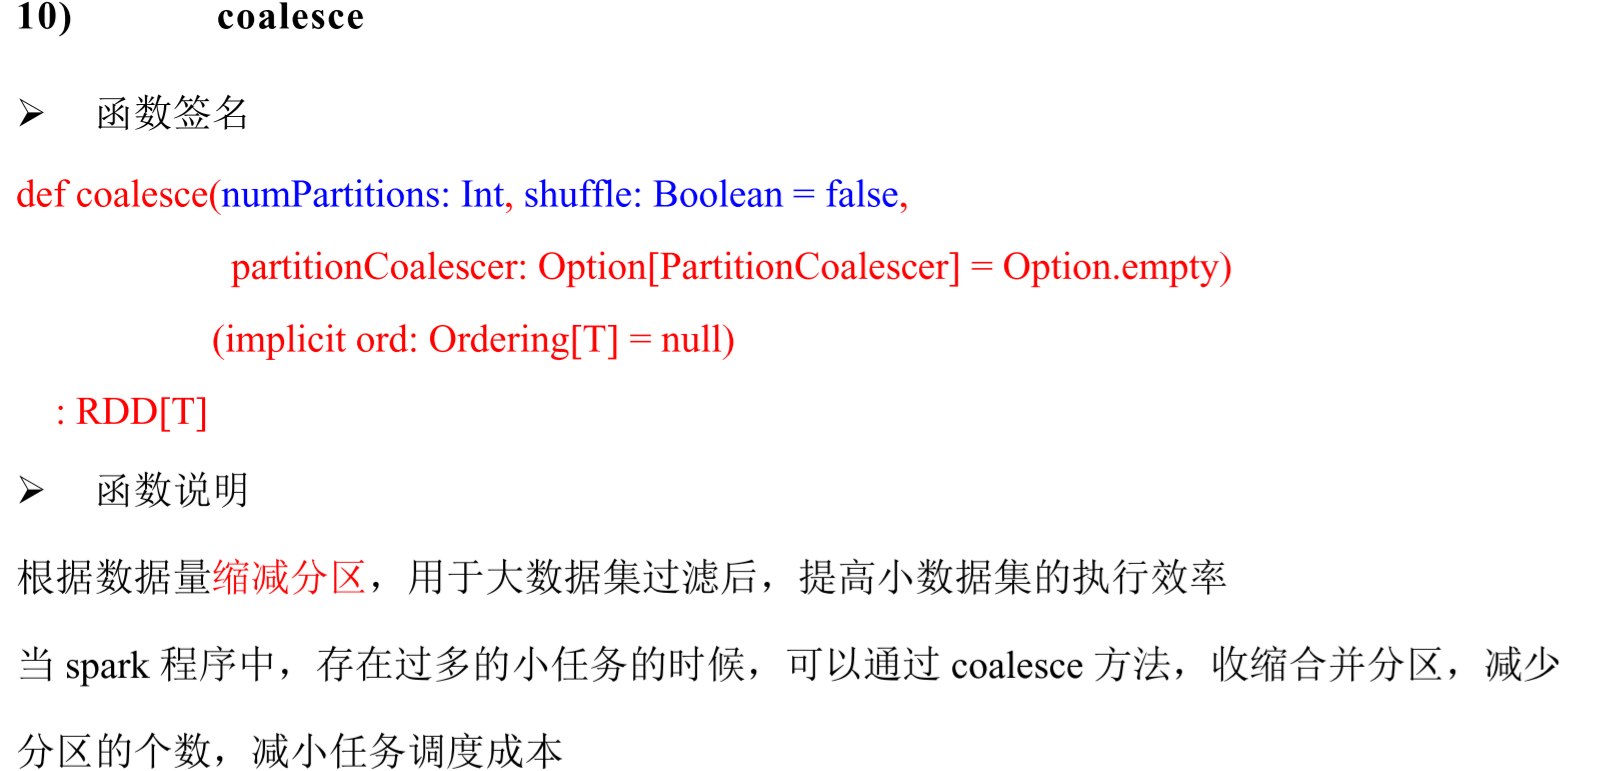 10) coalesce
➢ 函数签名
def coalesce(numPartitions: Int, shuffle: Boolean = false,
partitionCoalescer: Option[PartitionCoalescer] = Option.empty)
(implicit ord: Ordering[T] = null)
: RDD[T]
➢ 函数说明
根据数据量缩减分区，用于大数据集过滤后，提高小数据集的执行效率
当 spark 程序中，存在过多的小任务的时候，可以通过 coalesce 方法，收缩合并分区，减少
分区的个数，减小任务调度成本